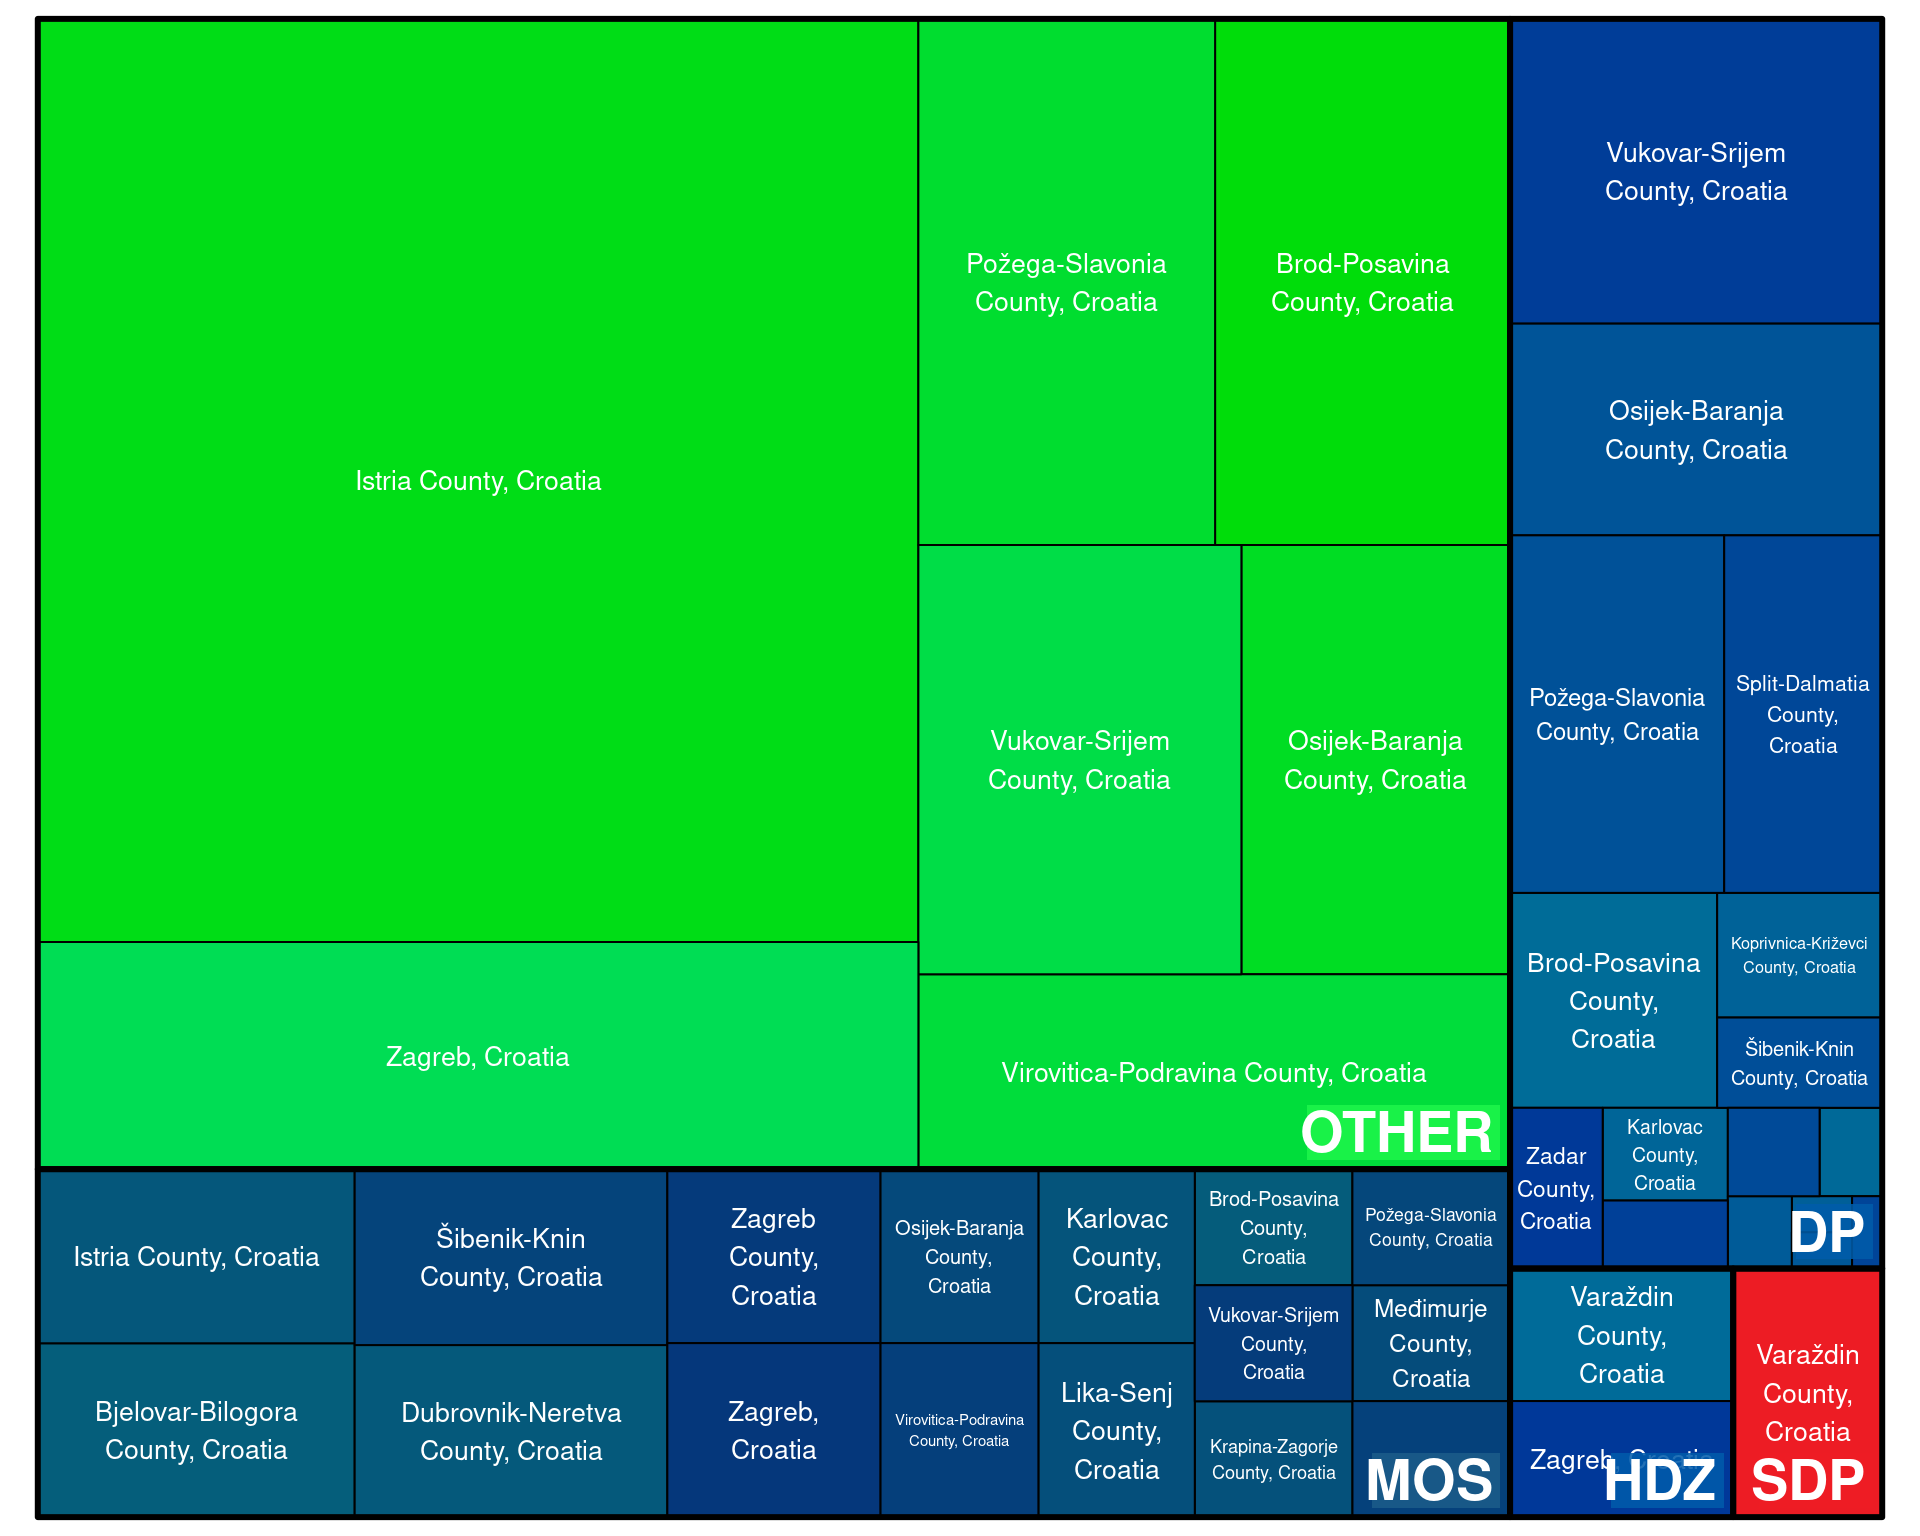 Istria County, Croatia
Požega-Slavonia
County, Croatia
Brod-Posavina
County, Croatia
Vukovar-Srijem
County, Croatia
Osijek-Baranja
County, Croatia
Zagreb, Croatia
Virovitica-Podravina County, Croatia
OTHER
Vukovar-Srijem
County, Croatia
Osijek-Baranja
County, Croatia
Požega-Slavonia
County, Croatia
Split-Dalmatia
County,
Croatia
Brod-Posavina
County,
Croatia
Koprivnica-Križevci
County, Croatia
Šibenik-Knin
County, Croatia
Zadar
County,
Croatia
Karlovac
County,
Croatia
DP
Istria County, Croatia
Šibenik-Knin
County, Croatia
Zagreb
County,
Croatia
Osijek-Baranja
County,
Croatia
Karlovac
County,
Croatia
Brod-Posavina
County,
Croatia
Požega-Slavonia
County, Croatia
Vukovar-Srijem
County,
Croatia
Međimurje
County,
Croatia
Bjelovar-Bilogora
County, Croatia
Dubrovnik-Neretva
County, Croatia
Zagreb,
Croatia
Virovitica-Podravina
County, Croatia
Lika-Senj
County,
Croatia
Krapina-Zagorje
County, Croatia
MOS
Varaždin
County,
Croatia
Zagreb, Croatia
HDZ
Varaždin
County,
Croatia
SDP